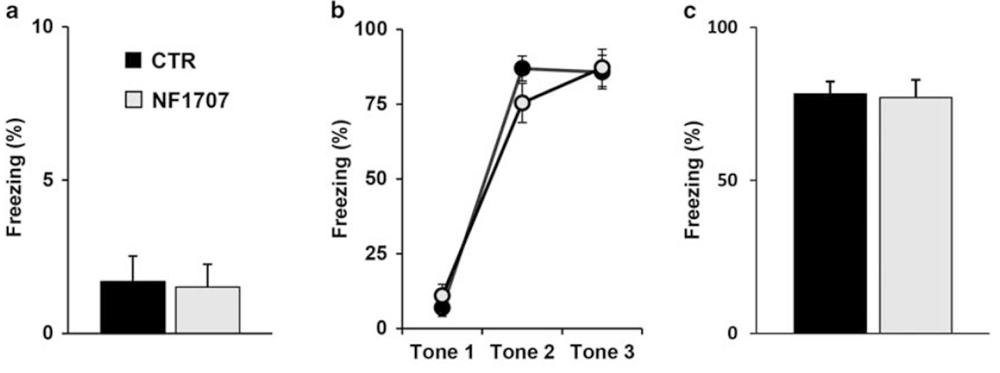 a
10
5
0
Freezing (%)
CTR
NF1707
b
100
75
50
25
0
Freezing (%)
Tone 1 Tone 2 Tone 3
c
100
50
0
Freezing (%)